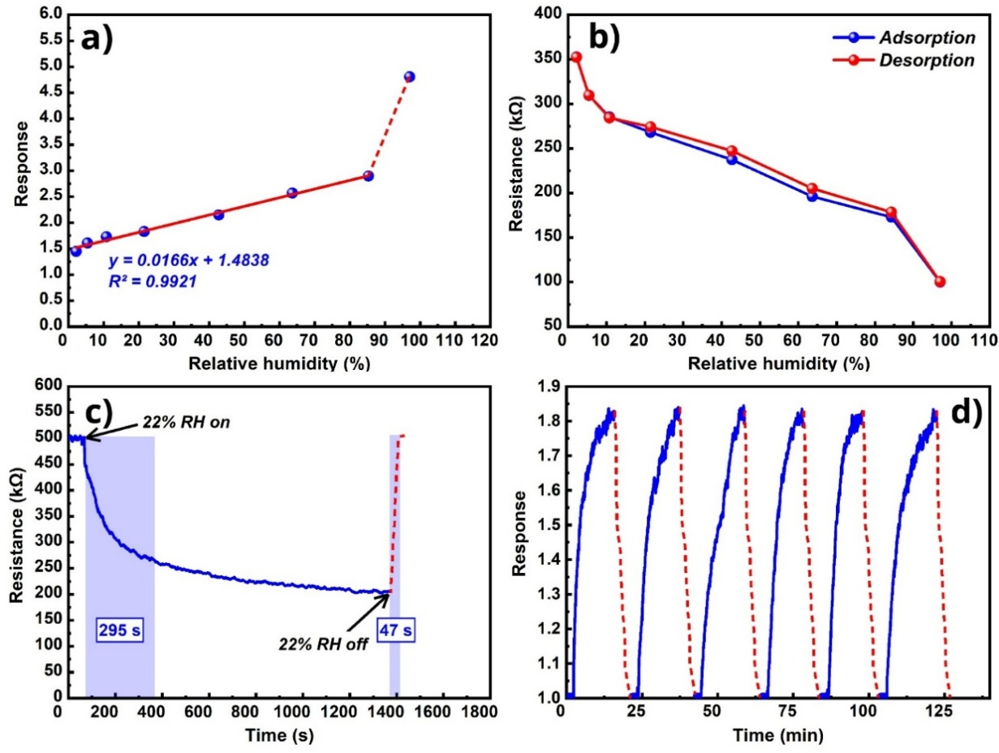 a)
6.0
5.5
5.0
4.5
4.0
3.5
3.0
2.5
2.0
1.5
1.0
0.5
0.0
Response
y = 0.0166x + 1.4838
R² = 0.9921
0 10 20 30 40 50 60 70 80 90 100 110 120
Relative humidity (%)
b)
Adsorption
Desorption
400
350
300
250
200
150
100
50
Resistance (kΩ)
0 10 20 30 40 50 60 70 80 90 100 110
Relative humidity (%)
c)
600
550
500
450
400
350
300
250
200
150
100
50
0
Resistance (kΩ)
22% RH on
295 s
22% RH off
47 s
0 200 400 600 800 1000 1200 1400 1600 1800
Time (s)
d)
1.9
1.8
1.7
1.6
1.5
1.4
1.3
1.2
1.1
1.0
Response
0 25 50 75 100 125
Time (min)